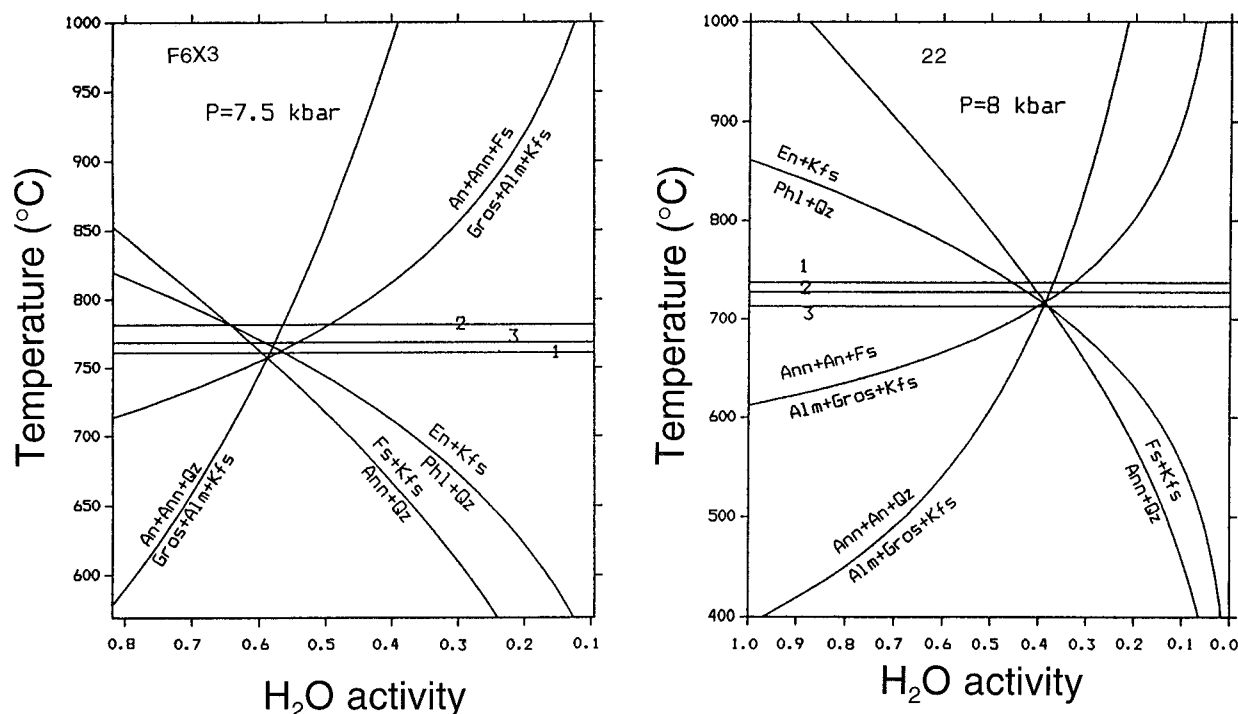 F6X3
P=7.5 kbar
Temperature (°C)
1000
950
900
850
800
750
700
650
600
An+Ann+Fs
Gros+Alm+Kfs
2
3
1
An+Ann+Qz
Gros+Alm+Kfs
Fs+Kfs
Ann+Qz
En+Kfs
Phl+Qz
0.8 0.7 0.6 0.5 0.4 0.3 0.2 0.1
H₂O activity
22
P=8 kbar
Temperature (°C)
1000
900
800
700
600
500
400
En+Kfs
Phl+Qz
1
2
3
Ann+An+Fs
Alm+Gros+Kfs
Ann+An+Qz
Alm+Gros+Kfs
Fs+Kfs
Ann+Qz
1.0 0.9 0.8 0.7 0.6 0.5 0.4 0.3 0.2 0.1 0.0
H₂O activity